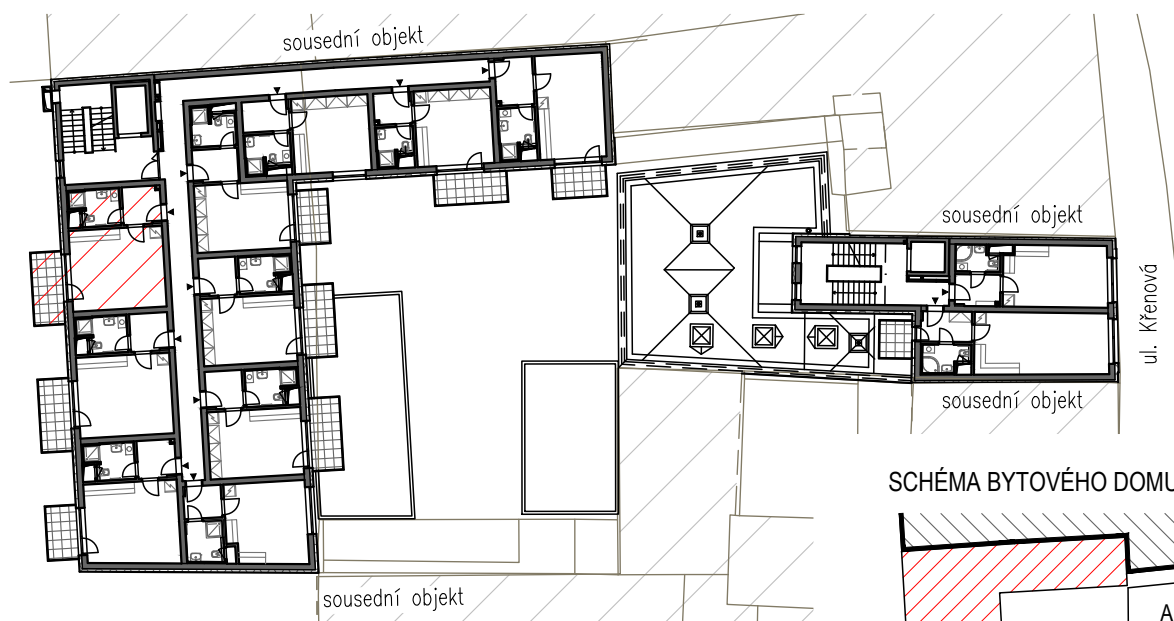 sousední objekt
sousední objekt
ul. Křenová
sousední objekt
SCHÉMA BYTOVÉHO DOMU
sousední objekt
A